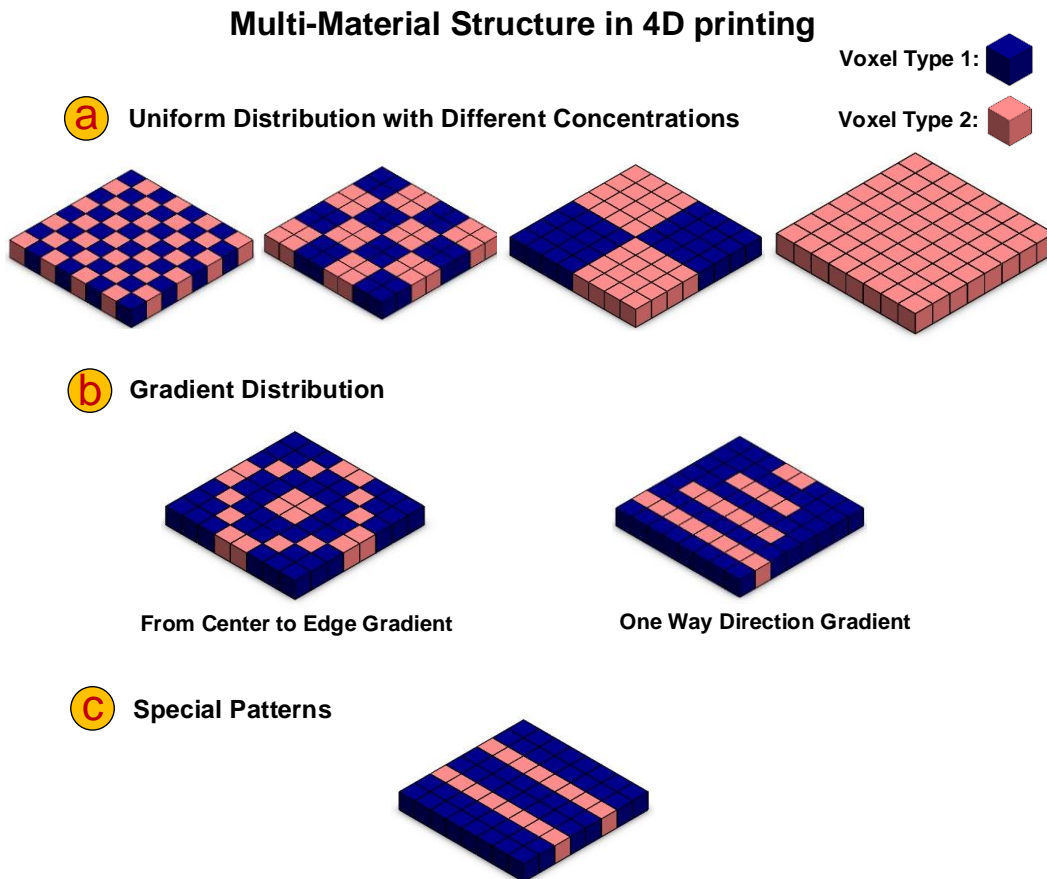 Multi-Material Structure in 4D printing
Voxel Type 1:
a Uniform Distribution with Different Concentrations
Voxel Type 2:
b Gradient Distribution
From Center to Edge Gradient
One Way Direction Gradient
c Special Patterns